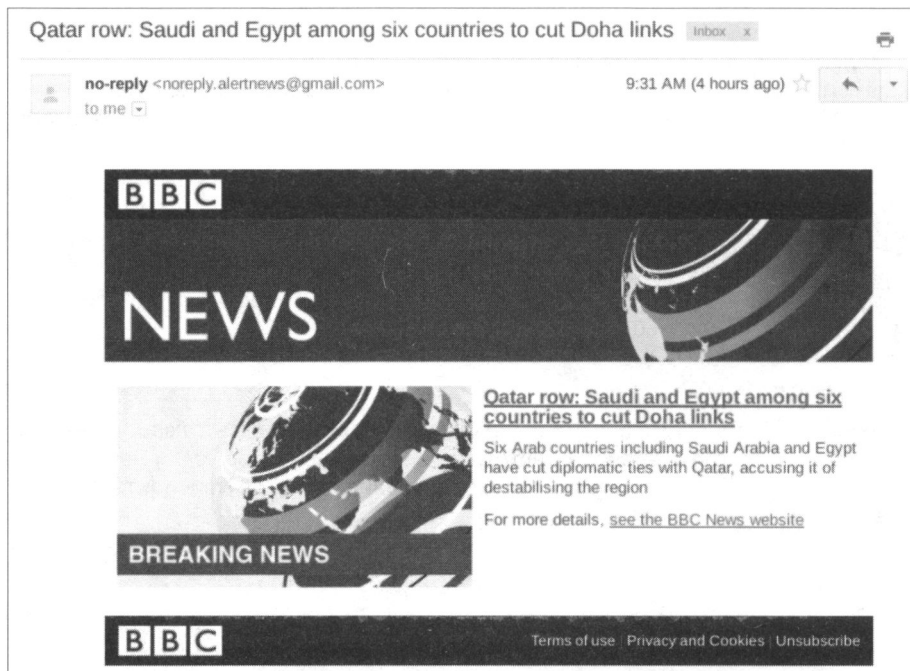 Qatar row: Saudi and Egypt among six countries to cut Doha links Inbox x
no-reply <noreply.alertnews@gmail.com> 9:31 AM (4 hours ago)
to me
BBC
NEWS
Qatar row: Saudi and Egypt among six
countries to cut Doha links
Six Arab countries including Saudi Arabia and Egypt
have cut diplomatic ties with Qatar, accusing it of
destabilising the region
For more details, see the BBC News website
BREAKING NEWS
BBC
Terms of use | Privacy and Cookies | Unsubscribe